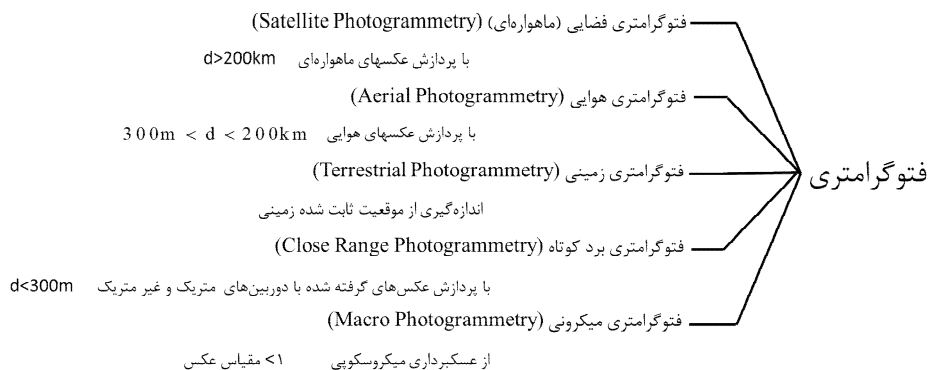 فتوگرامتری
فتوگرامتری فضایی (ماهواره‌ای) (Satellite Photogrammetry)
با پردازش عکسهای ماهواره‌ای d>200km
فتوگرامتری هوایی (Aerial Photogrammetry)
با پردازش عکسهای هوایی 300m < d < 200km
فتوگرامتری زمینی (Terrestrial Photogrammetry)
اندازه‌گیری از موقعیت ثابت شده زمینی
فتوگرامتری برد کوتاه (Close Range Photogrammetry)
با پردازش عکس‌های گرفته شده با دوربین‌های متریک و غیر متریک d<300m
فتوگرامتری میکرونی (Macro Photogrammetry)
از عسکبرداری میکروسکوپی ۱< مقیاس عکس